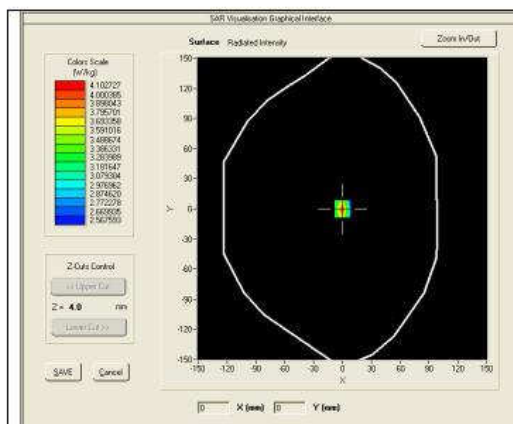 SAR Visualisation Graphical Interface
Surface Radiated Intensity
Zoom In/Out
Colors Scale
(W/kg)
4.102727
4.000385
3.898043
3.795701
3.693358
3.591016
3.488674
3.386331
3.283989
3.181647
3.079304
2.976962
2.874620
2.772278
2.669935
2.567593
150
120
90
60
30
0
-30
-60
-90
-120
-150
Y
-150 -120 -90 -60 -30 0 30 60 90 120 150
X
Z-Cuts Control
<< Upper Cut
Z = 4.0 mm
Lower Cut >>
SAVE Cancel
0 X (mm) 0 Y (mm)